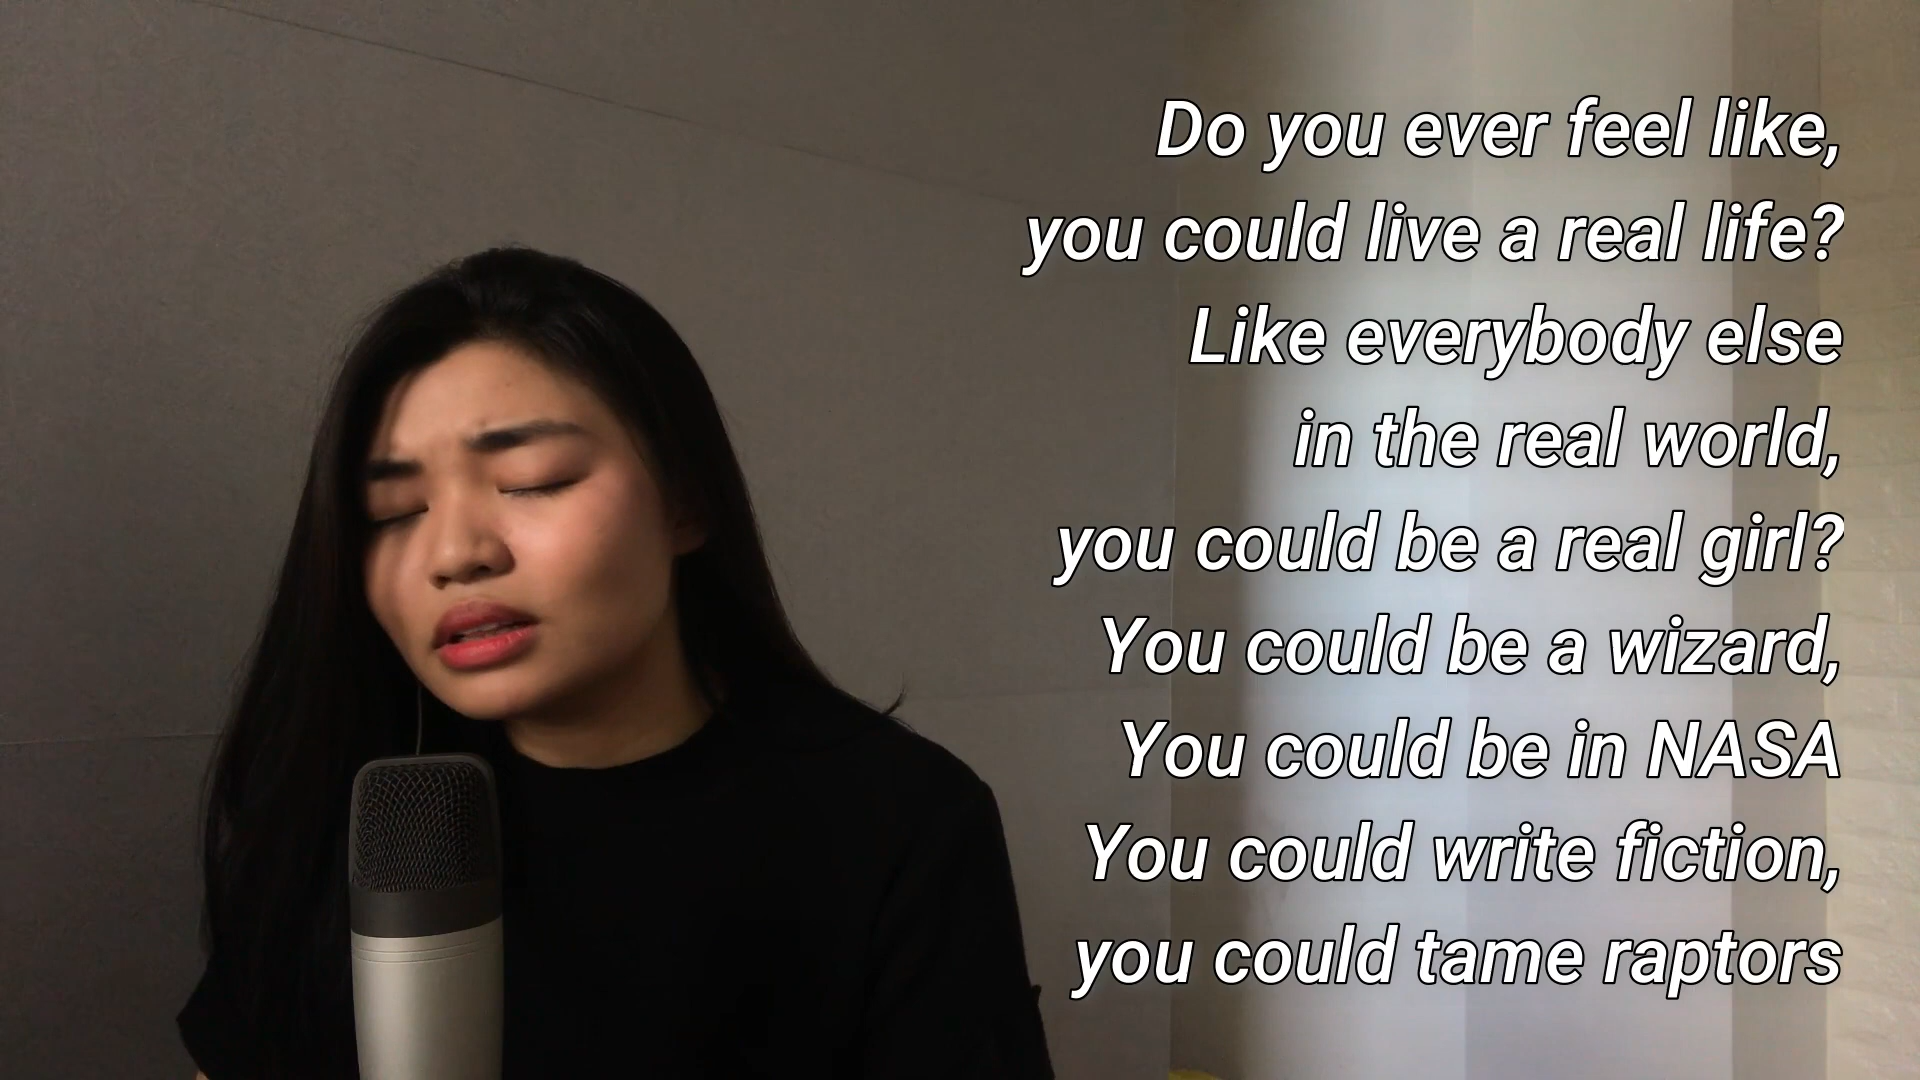 Do you ever feel like,
you could live a real life?
Like everybody else
in the real world,
you could be a real girl?
You could be a wizard,
You could be in NASA
You could write fiction,
you could tame raptors